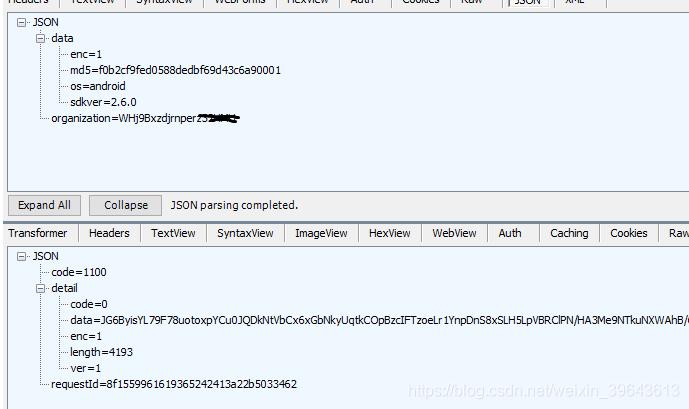 Headers TextView SyntaxView WebForms HexView Auth Cookies Raw JSON XML
JSON
data
enc=1
md5=f0b2cf9fed0588dedbf69d43c6a90001
os=android
sdkver=2.6.0
organization=WHj9Bxzdjrnperz
Expand All Collapse JSON parsing completed.
Transformer Headers TextView SyntaxView ImageView HexView WebView Auth Caching Cookies Raw
JSON
code=1100
detail
code=0
data=JG6ByisYL79F78uotoxpYCu0JQDkNtVbCx6xGbNkyUqtkCOpBzcIFTzoeLr1YnpDnS8xSLH5LpVBRClPN/HA3Me9NTkuNXWAhB/
enc=1
length=4193
ver=1
requestId=8f1559961619365242413a22b5033462
https://blog.csdn.net/weixin_39643613